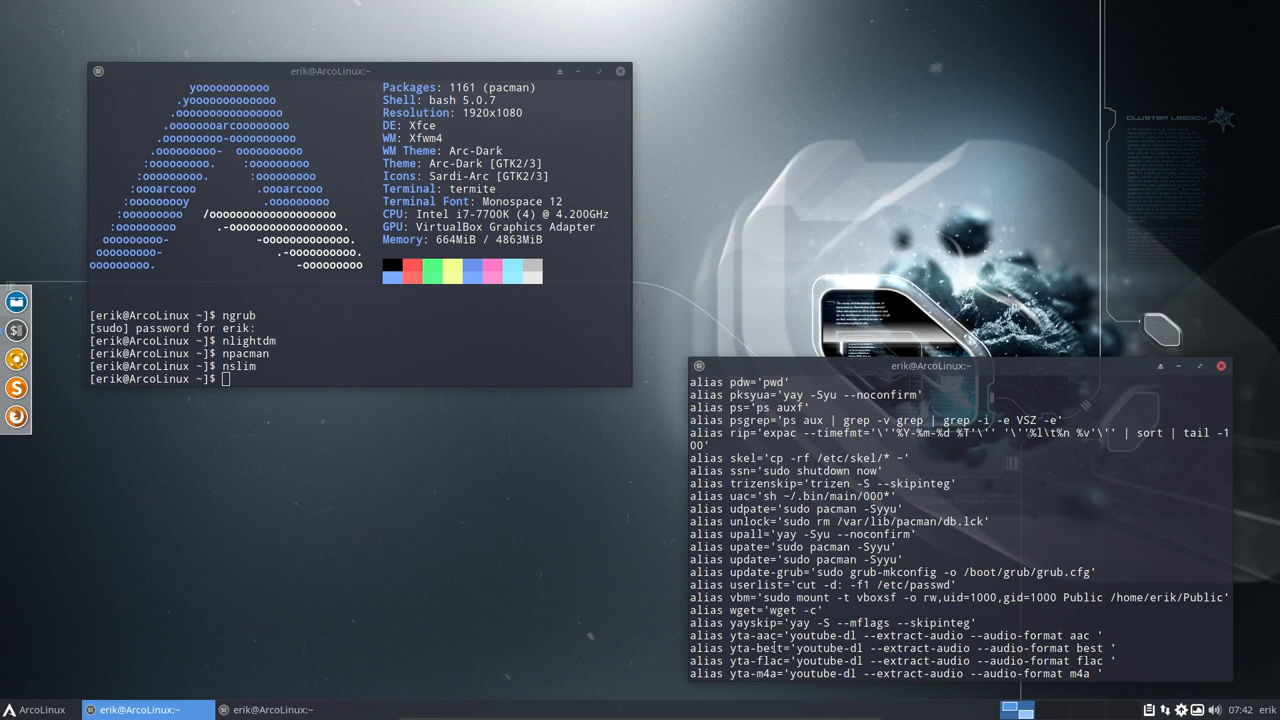 erik@ArcoLinux:~
yooooooooooo
.yooooooooooooo
.ooooooooooooooo
.oooooooarcooooooo
.ooooooooo-oooooooooo
.ooooooooo- oooooooooo
:ooooooooo. :ooooooooo
:ooooooooo. :ooooooooo
:oooarcooo .oooarcooo
:ooooooooy .ooooooooo
:ooooooooo /ooooooooooooooooooo
:ooooooooo .-ooooooooooooooooo.
ooooooooo- -ooooooooooooo.
ooooooooo- .-oooooooooo.
ooooooooo. -ooooooooo
Packages: 1161 (pacman)
Shell: bash 5.0.7
Resolution: 1920x1080
DE: Xfce
WM: Xfwm4
WM Theme: Arc-Dark
Theme: Arc-Dark [GTK2/3]
Icons: Sardi-Arc [GTK2/3]
Terminal: termite
Terminal Font: Monospace 12
CPU: Intel i7-7700K (4) @ 4.200GHz
GPU: VirtualBox Graphics Adapter
Memory: 664MiB / 4863MiB
[erik@ArcoLinux ~]$ ngrub
[sudo] password for erik:
[erik@ArcoLinux ~]$ nlightdm
[erik@ArcoLinux ~]$ npacman
[erik@ArcoLinux ~]$ nslim
[erik@ArcoLinux ~]$
CLUSTER LEGACY
erik@ArcoLinux:~
alias pdw='pwd'
alias pksyua='yay -Syu --noconfirm'
alias ps='ps auxf'
alias psgrep='ps aux | grep -v grep | grep -i -e VSZ -e'
alias rip='expac --timefmt='\''%Y-%m-%d %T'\'' '\''%l\t%n %v'\'' | sort | tail -1
00'
alias skel='cp -rf /etc/skel/* ~'
alias ssn='sudo shutdown now'
alias trizenskip='trizen -S --skipinteg'
alias uac='sh ~/.bin/main/000*'
alias udpate='sudo pacman -Syyu'
alias unlock='sudo rm /var/lib/pacman/db.lck'
alias upall='yay -Syu --noconfirm'
alias upate='sudo pacman -Syyu'
alias update='sudo pacman -Syyu'
alias update-grub='sudo grub-mkconfig -o /boot/grub/grub.cfg'
alias userlist='cut -d: -f1 /etc/passwd'
alias vbm='sudo mount -t vboxsf -o rw,uid=1000,gid=1000 Public /home/erik/Public'
alias wget='wget -c'
alias yayskip='yay -S --mflags --skipinteg'
alias yta-aac='youtube-dl --extract-audio --audio-format aac '
alias yta-best='youtube-dl --extract-audio --audio-format best '
alias yta-flac='youtube-dl --extract-audio --audio-format flac '
alias yta-m4a='youtube-dl --extract-audio --audio-format m4a '
ArcoLinux
erik@ArcoLinux:~
erik@ArcoLinux:~
07:42
erik